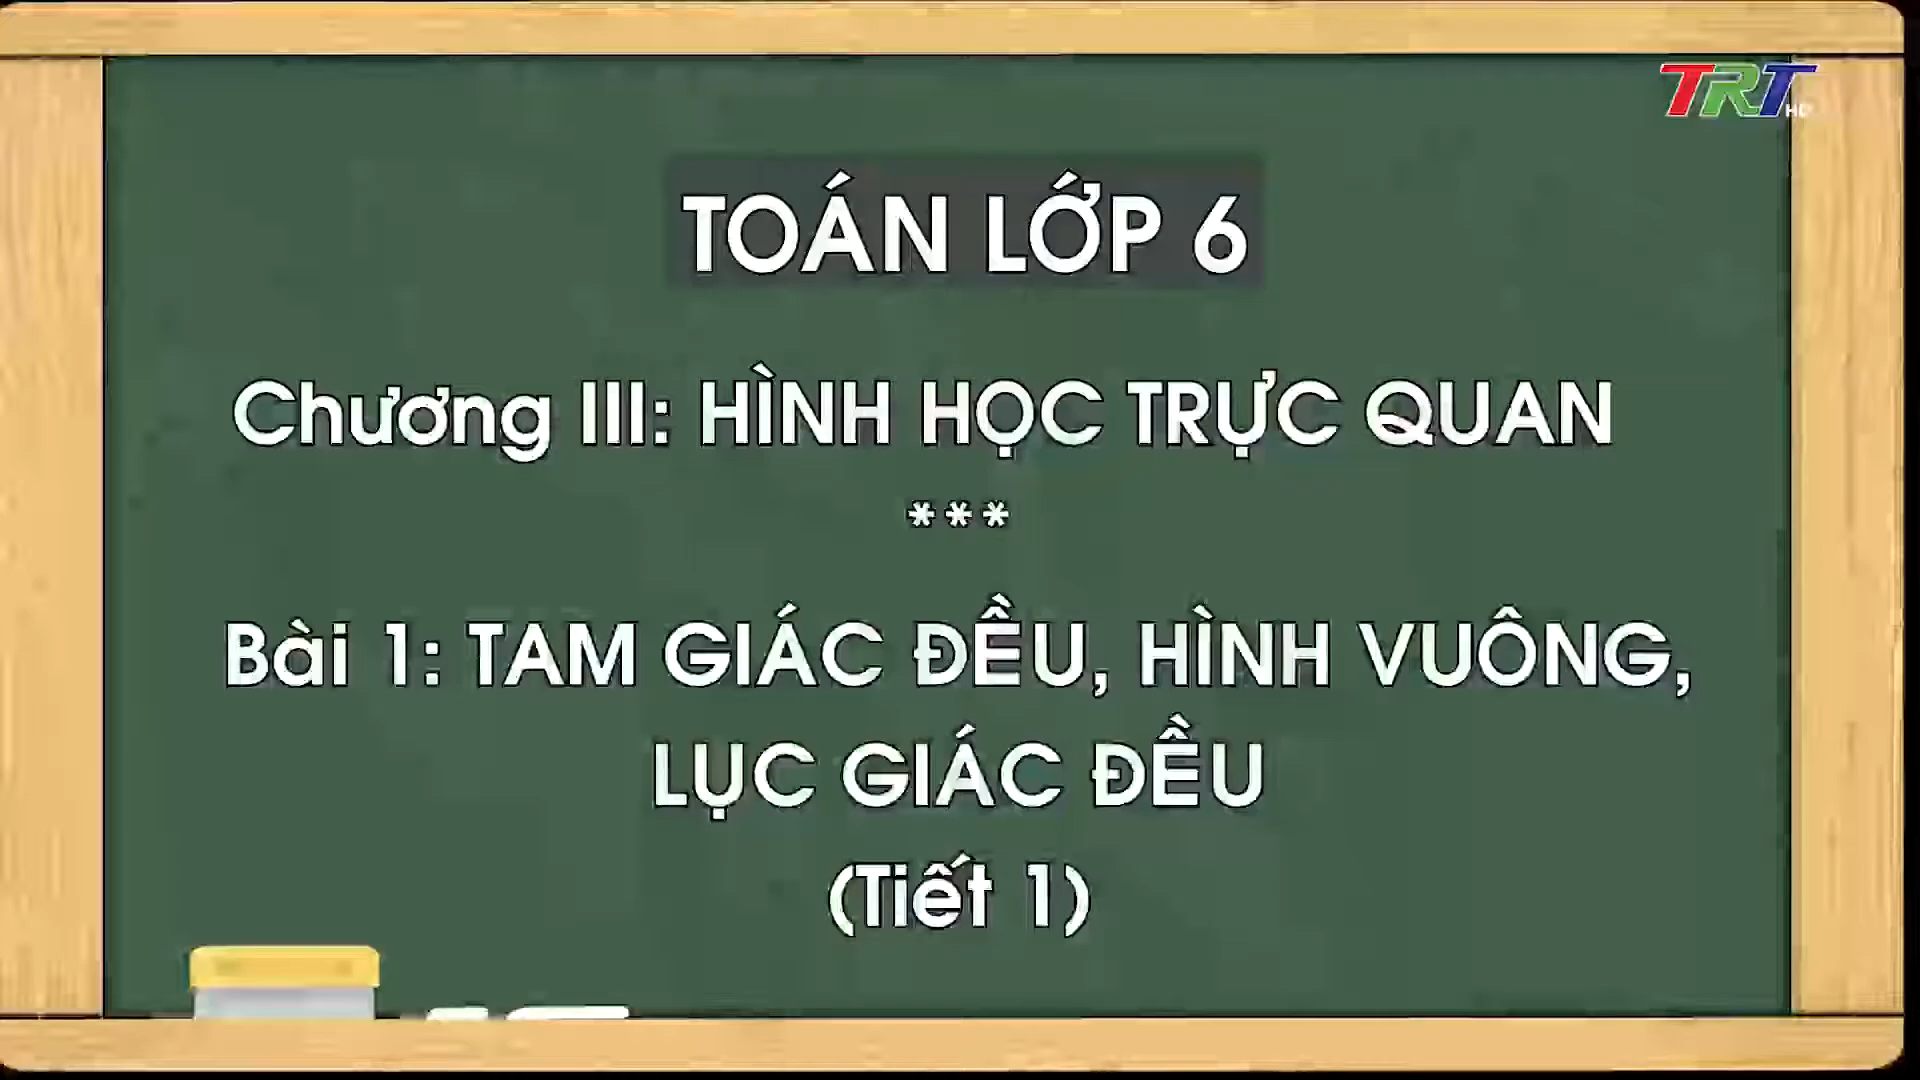 TRT HD
TOÁN LỚP 6
Chương III: HÌNH HỌC TRỰC QUAN
***
Bài 1: TAM GIÁC ĐỀU, HÌNH VUÔNG,
LỤC GIÁC ĐỀU
(Tiết 1)